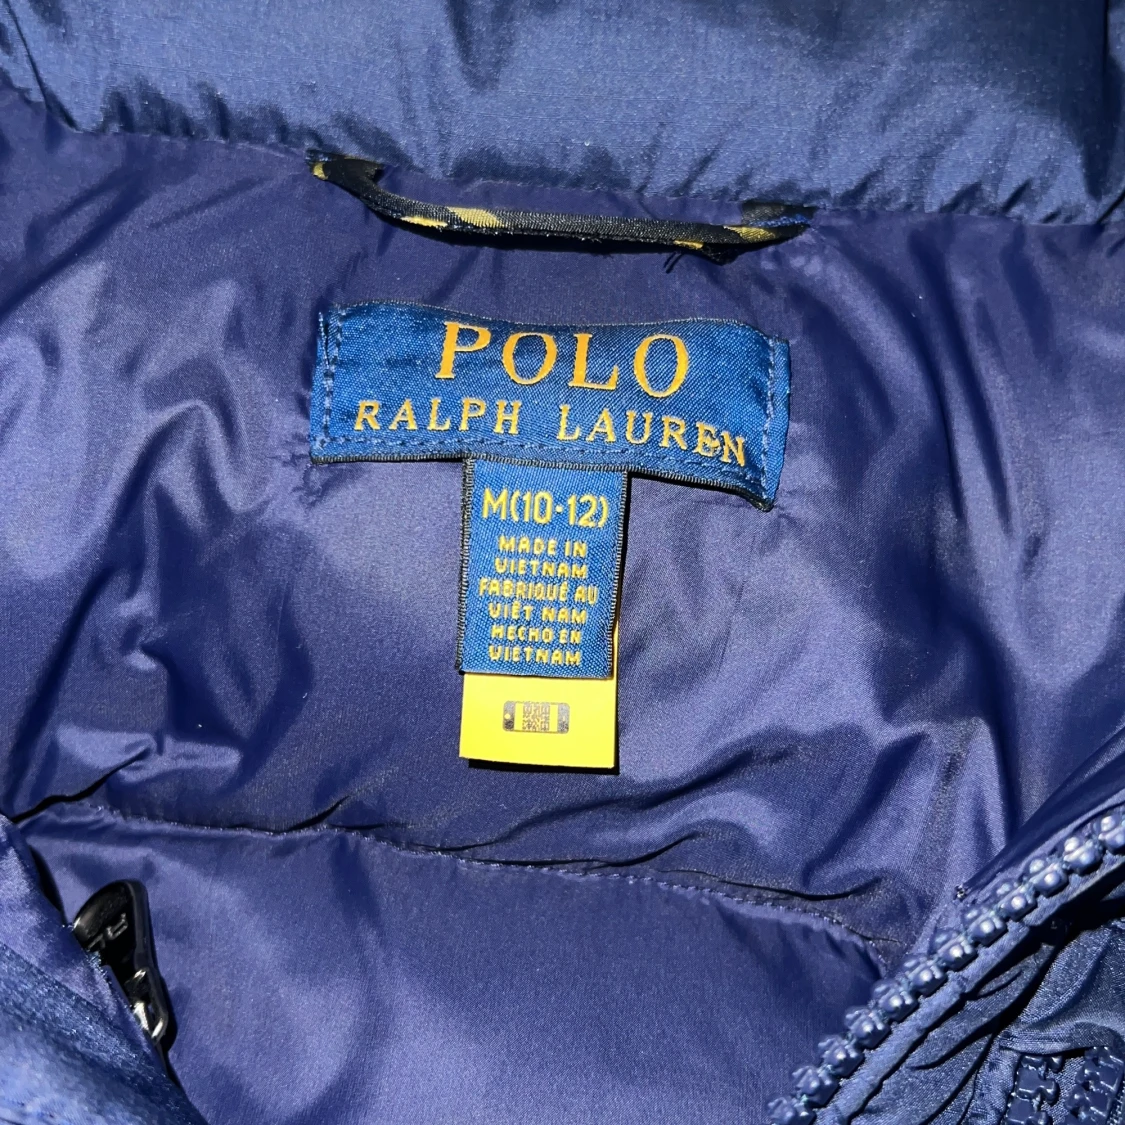 POLO
RALPH LAUREN
M(10-12)
MADE IN
VIETNAM
FABRIQUÉ AU
VIÊT NAM
HECHO EN
VIETNAM